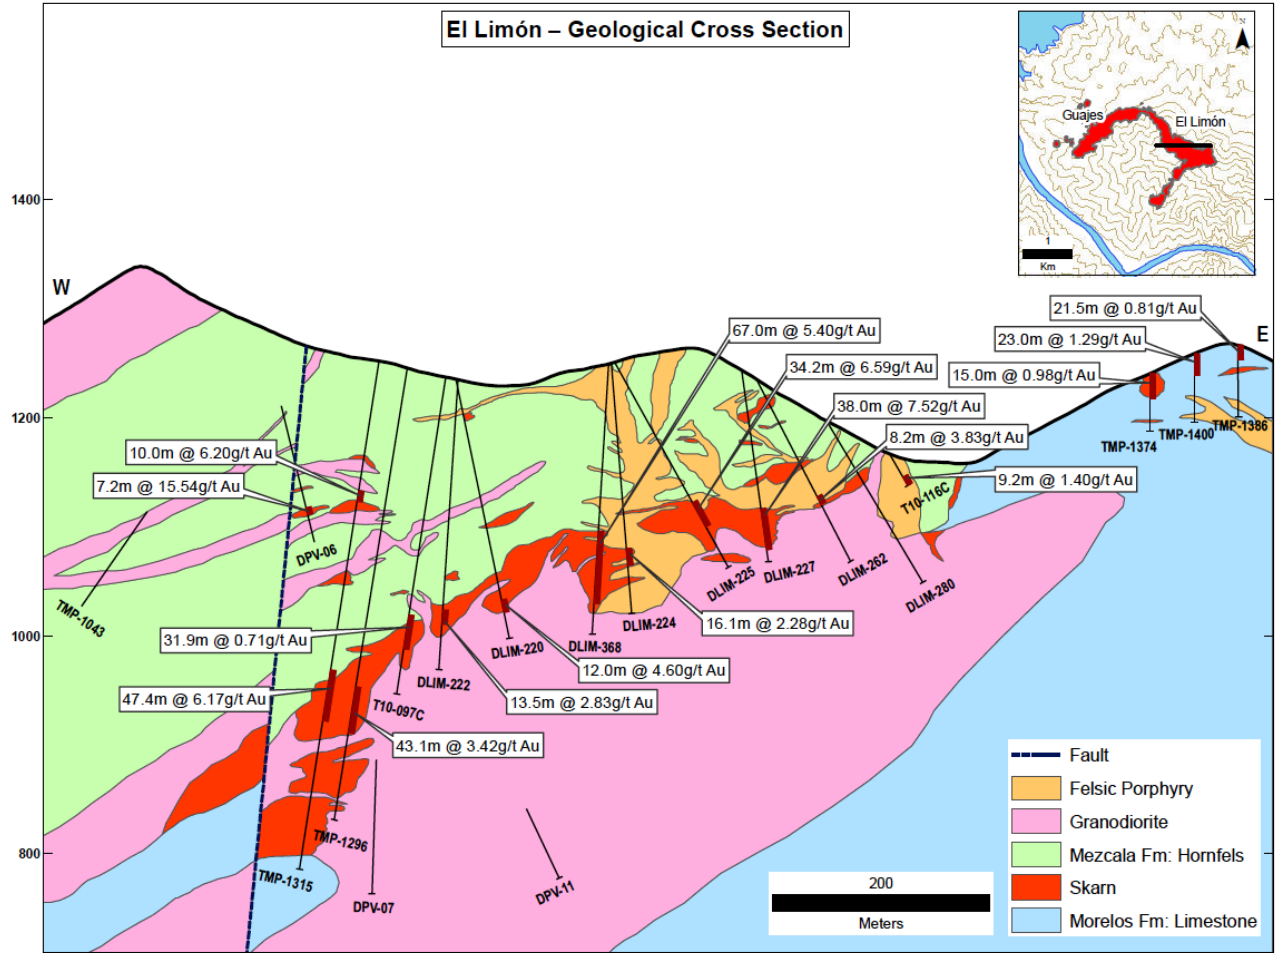 El Limón – Geological Cross Section
N
Guajes
El Limón
1
Km
1400
1200
1000
800
W
E
21.5m @ 0.81g/t Au
23.0m @ 1.29g/t Au
15.0m @ 0.98g/t Au
67.0m @ 5.40g/t Au
34.2m @ 6.59g/t Au
38.0m @ 7.52g/t Au
8.2m @ 3.83g/t Au
9.2m @ 1.40g/t Au
10.0m @ 6.20g/t Au
7.2m @ 15.54g/t Au
TMP-1386
TMP-1400
TMP-1374
T10-116C
DPV-06
TMP-1043
DLIM-225
DLIM-227
DLIM-262
DLIM-280
DLIM-224
DLIM-368
DLIM-220
DLIM-222
T10-097C
16.1m @ 2.28g/t Au
31.9m @ 0.71g/t Au
12.0m @ 4.60g/t Au
13.5m @ 2.83g/t Au
47.4m @ 6.17g/t Au
43.1m @ 3.42g/t Au
TMP-1296
TMP-1315
DPV-07
DPV-11
200
Meters
Fault
Felsic Porphyry
Granodiorite
Mezcala Fm: Hornfels
Skarn
Morelos Fm: Limestone